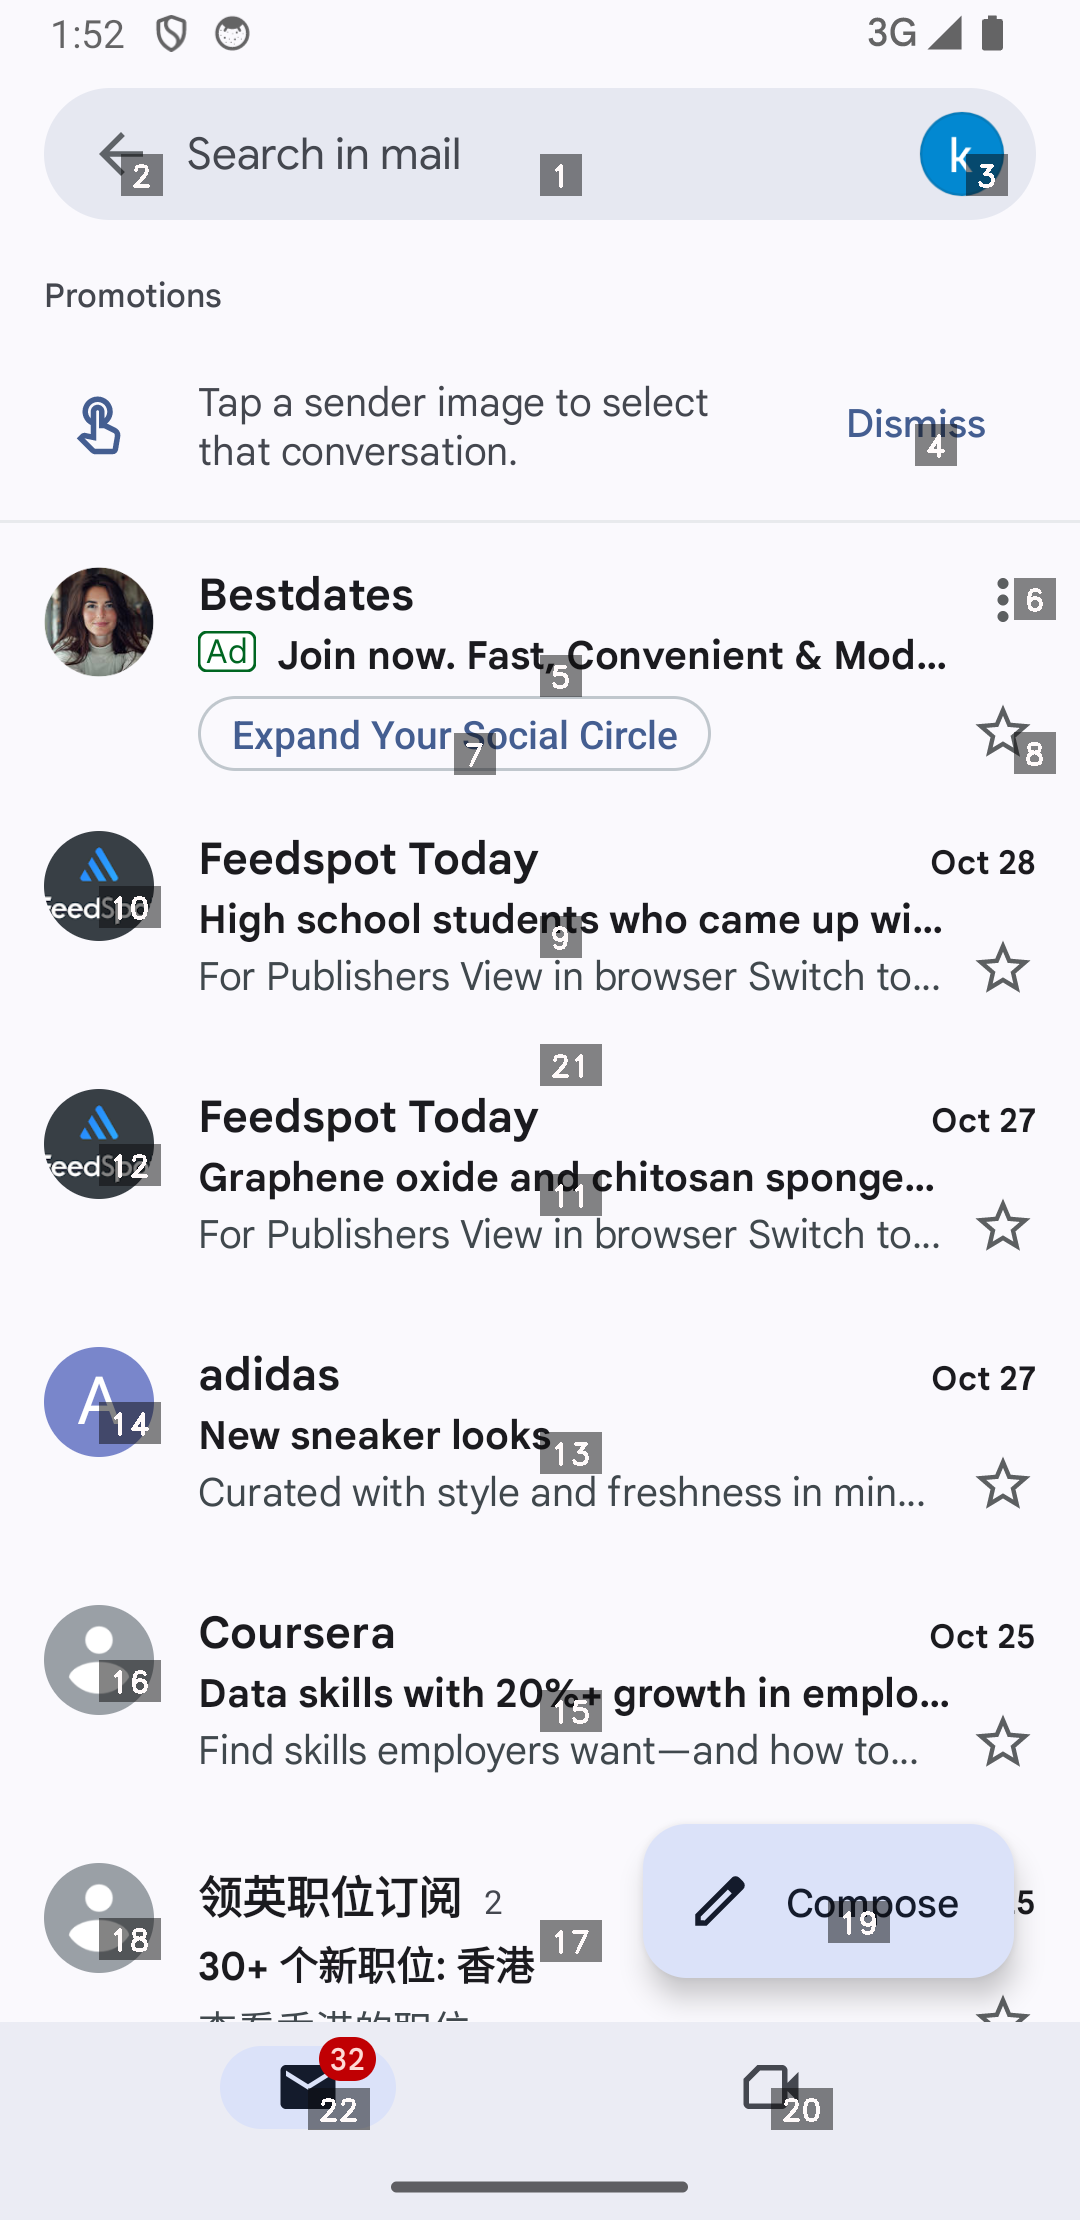 1:52
3G
Search in mail
k
2
1
3
Promotions
Tap a sender image to select
that conversation.
Dismiss
4
Bestdates
6
Ad Join now. Fast, Convenient & Mod...
5
Expand Your Social Circle
7
8
Feedspot Today
Oct 28
10
High school students who came up wi...
9
For Publishers View in browser Switch to...
21
Feedspot Today
Oct 27
12
Graphene oxide and chitosan sponge...
11
For Publishers View in browser Switch to...
adidas
Oct 27
A
14
New sneaker looks
13
Curated with style and freshness in min...
Coursera
Oct 25
16
Data skills with 20%+ growth in emplo...
15
Find skills employers want—and how to...
领英职位订阅 2
Compose
19
5
18
17
30+ 个新职位: 香港
32
22
20